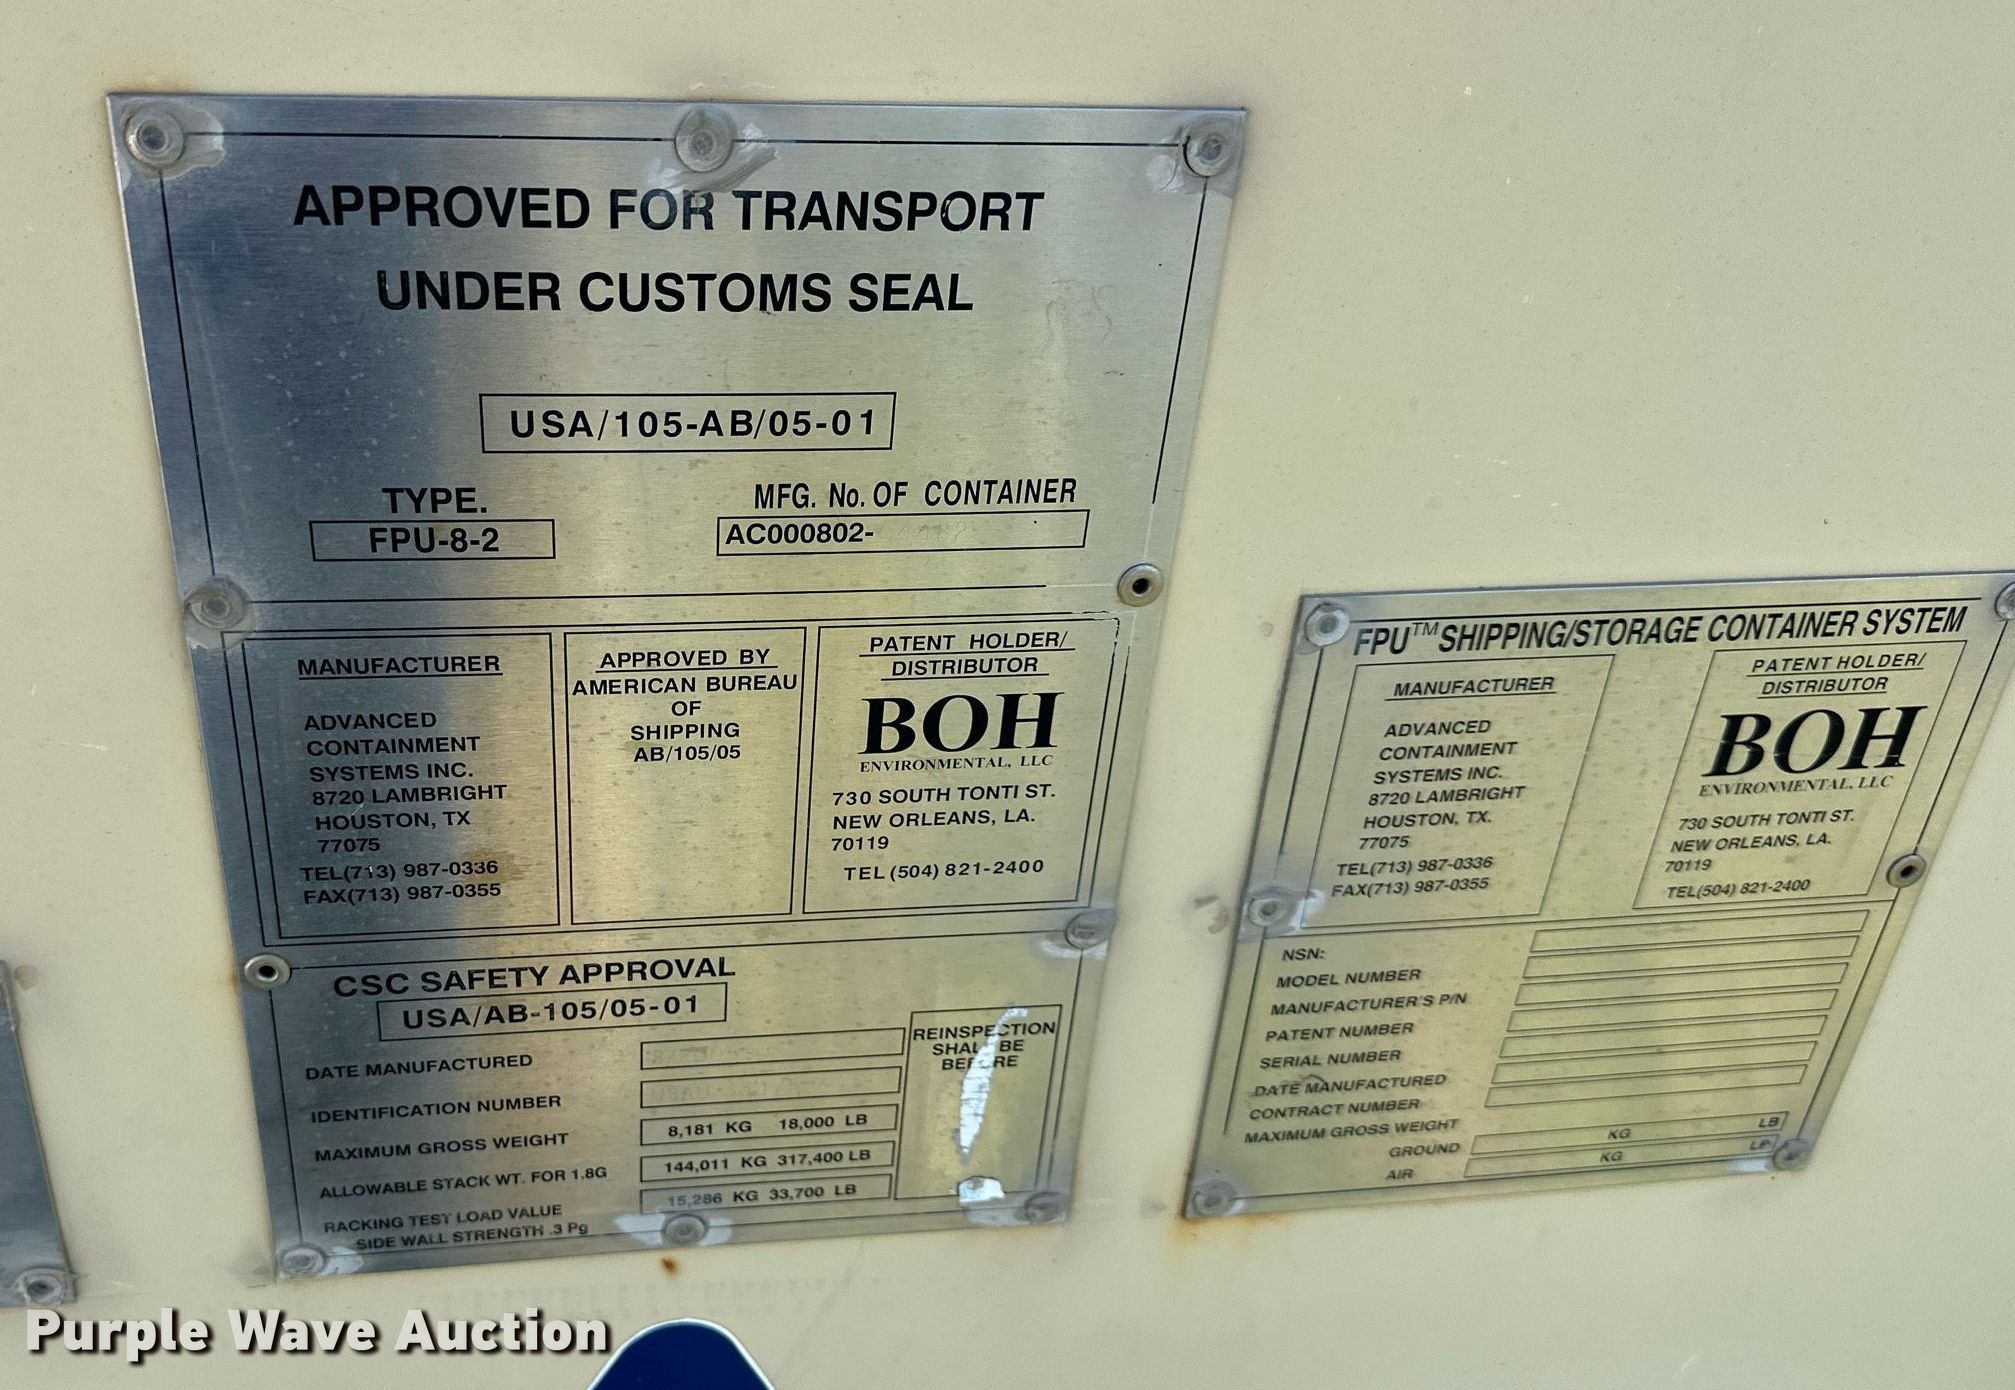 APPROVED FOR TRANSPORT
UNDER CUSTOMS SEAL
USA/105-AB/05-01
TYPE.
FPU-8-2
MFG. No. OF CONTAINER
AC000802-
MANUFACTURER
ADVANCED
CONTAINMENT
SYSTEMS INC.
8720 LAMBRIGHT
HOUSTON, TX
77075
TEL(713) 987-0336
FAX(713) 987-0355
APPROVED BY
AMERICAN BUREAU
OF
SHIPPING
AB/105/05
PATENT HOLDER/
DISTRIBUTOR
BOH
ENVIRONMENTAL, LLC
730 SOUTH TONTI ST.
NEW ORLEANS, LA.
70119
TEL (504) 821-2400
CSC SAFETY APPROVAL
USA/AB-105/05-01
DATE MANUFACTURED
IDENTIFICATION NUMBER
MAXIMUM GROSS WEIGHT
8,181 KG 18,000 LB
ALLOWABLE STACK WT. FOR 1.8G
144,011 KG 317,400 LB
RACKING TEST LOAD VALUE
15,286 KG 33,700 LB
SIDE WALL STRENGTH .3 Pg
REINSPECTION
SHALL BE
BEFORE
FPU™ SHIPPING/STORAGE CONTAINER SYSTEM
MANUFACTURER
ADVANCED
CONTAINMENT
SYSTEMS INC.
8720 LAMBRIGHT
HOUSTON, TX.
77075
TEL(713) 987-0336
FAX(713) 987-0355
PATENT HOLDER/
DISTRIBUTOR
BOH
ENVIRONMENTAL, LLC
730 SOUTH TONTI ST.
NEW ORLEANS, LA.
70119
TEL(504) 821-2400
NSN:
MODEL NUMBER
MANUFACTURER'S P/N
PATENT NUMBER
SERIAL NUMBER
DATE MANUFACTURED
CONTRACT NUMBER
MAXIMUM GROSS WEIGHT
GROUND KG LB
AIR KG LB
Purple Wave Auction